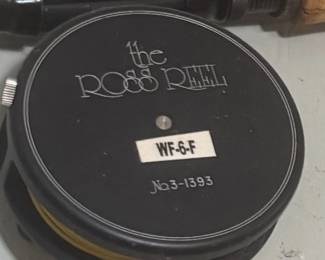 the
ROSS REEL
WF-6-F
No.3-1393